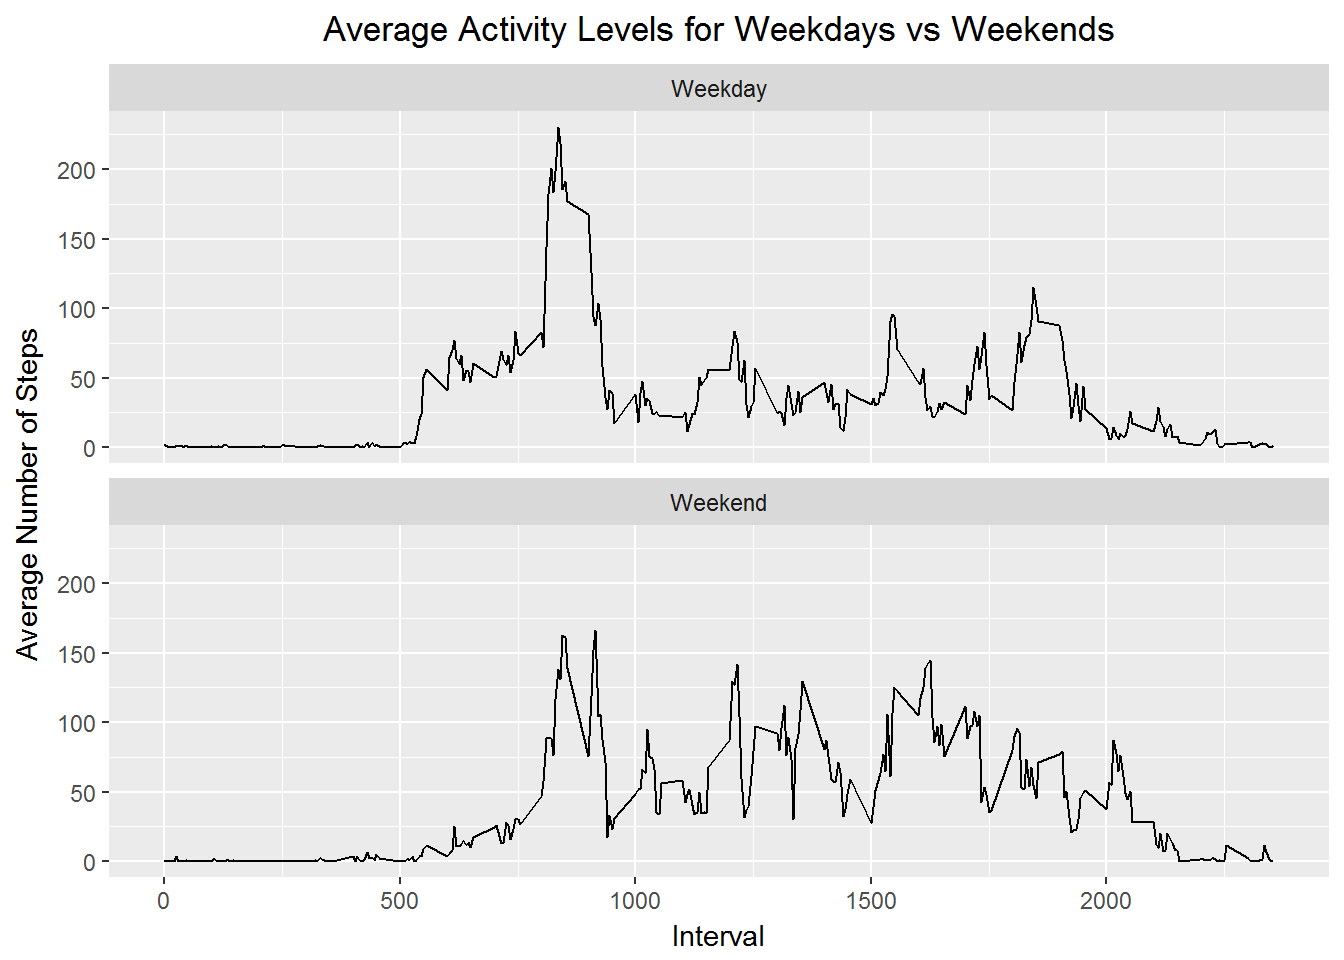 Average Activity Levels for Weekdays vs Weekends
Weekday
200
150
100
50
0
Average Number of Steps
Weekend
200
150
100
50
0
0 500 1000 1500 2000
Interval